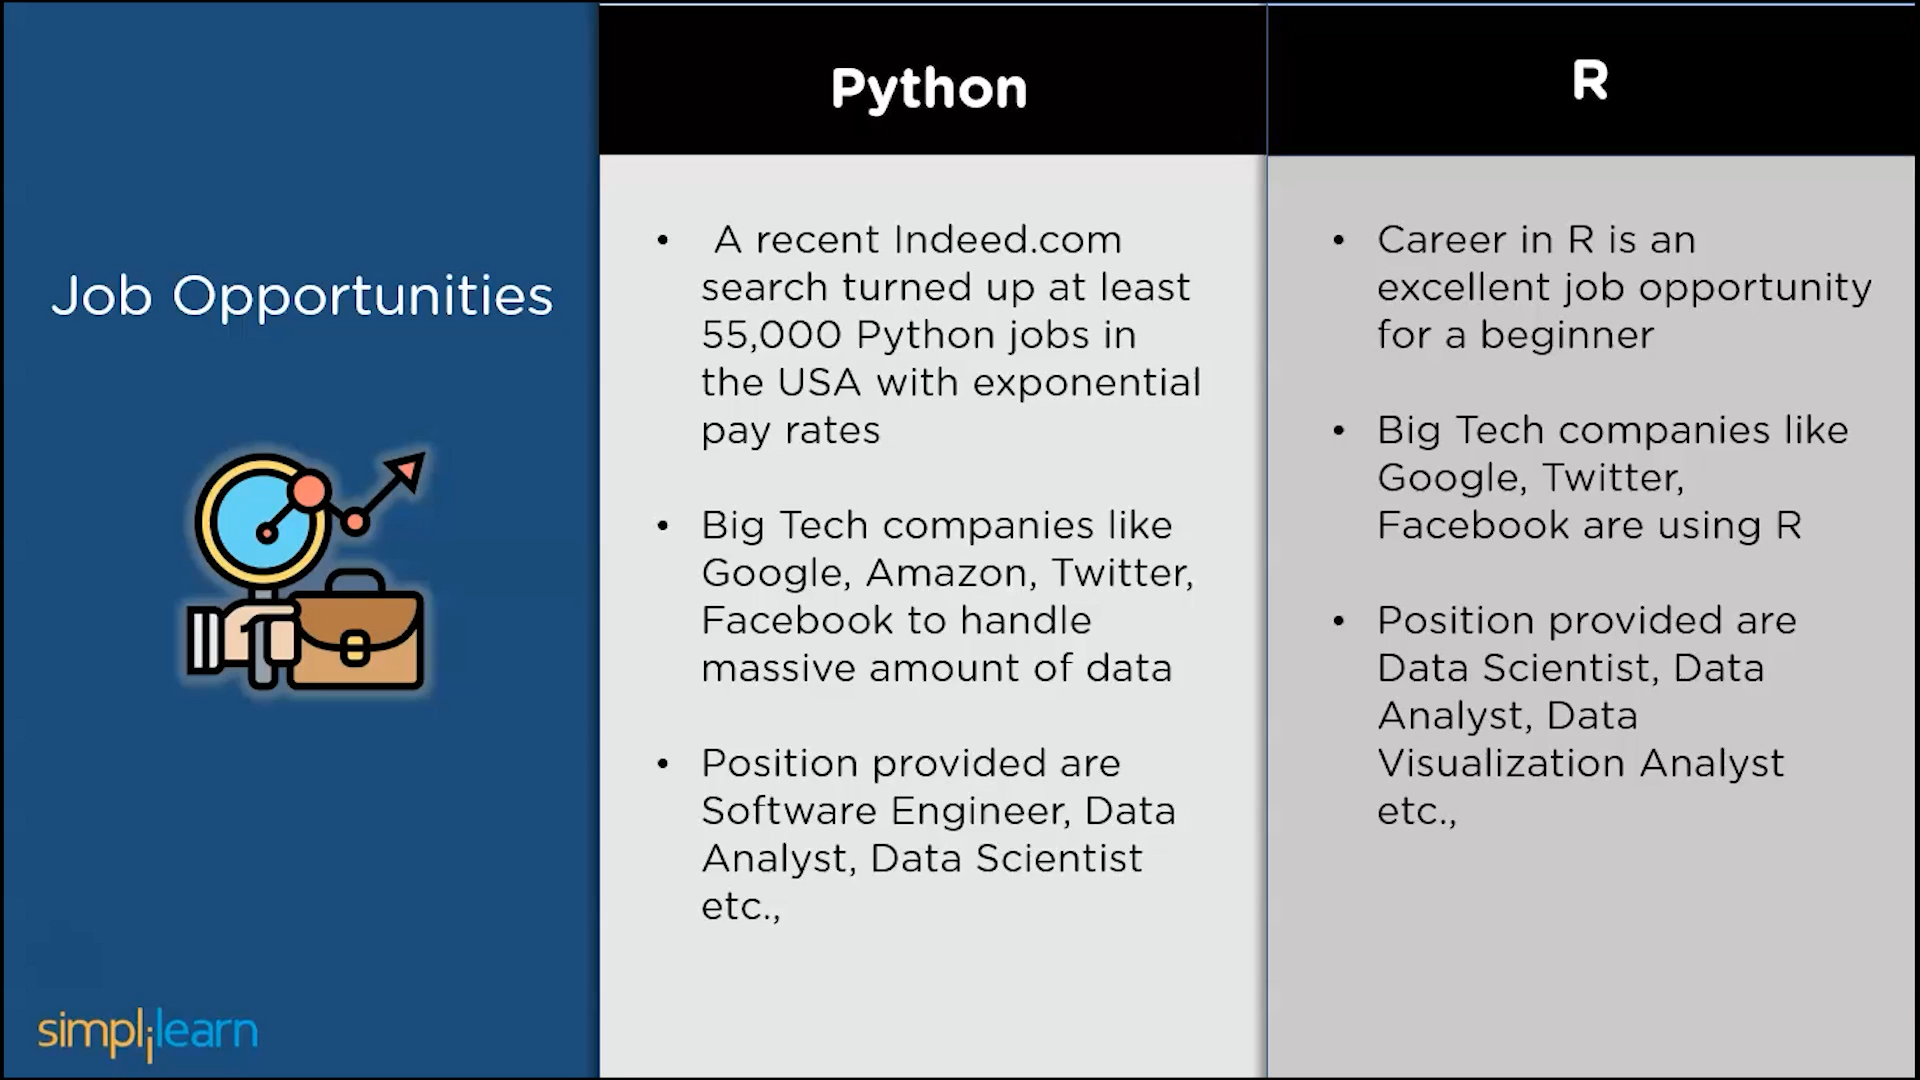 Job Opportunities
simplilearn
Python
• A recent Indeed.com
search turned up at least
55,000 Python jobs in
the USA with exponential
pay rates
• Big Tech companies like
Google, Amazon, Twitter,
Facebook to handle
massive amount of data
• Position provided are
Software Engineer, Data
Analyst, Data Scientist
etc.,
R
• Career in R is an
excellent job opportunity
for a beginner
• Big Tech companies like
Google, Twitter,
Facebook are using R
• Position provided are
Data Scientist, Data
Analyst, Data
Visualization Analyst
etc.,